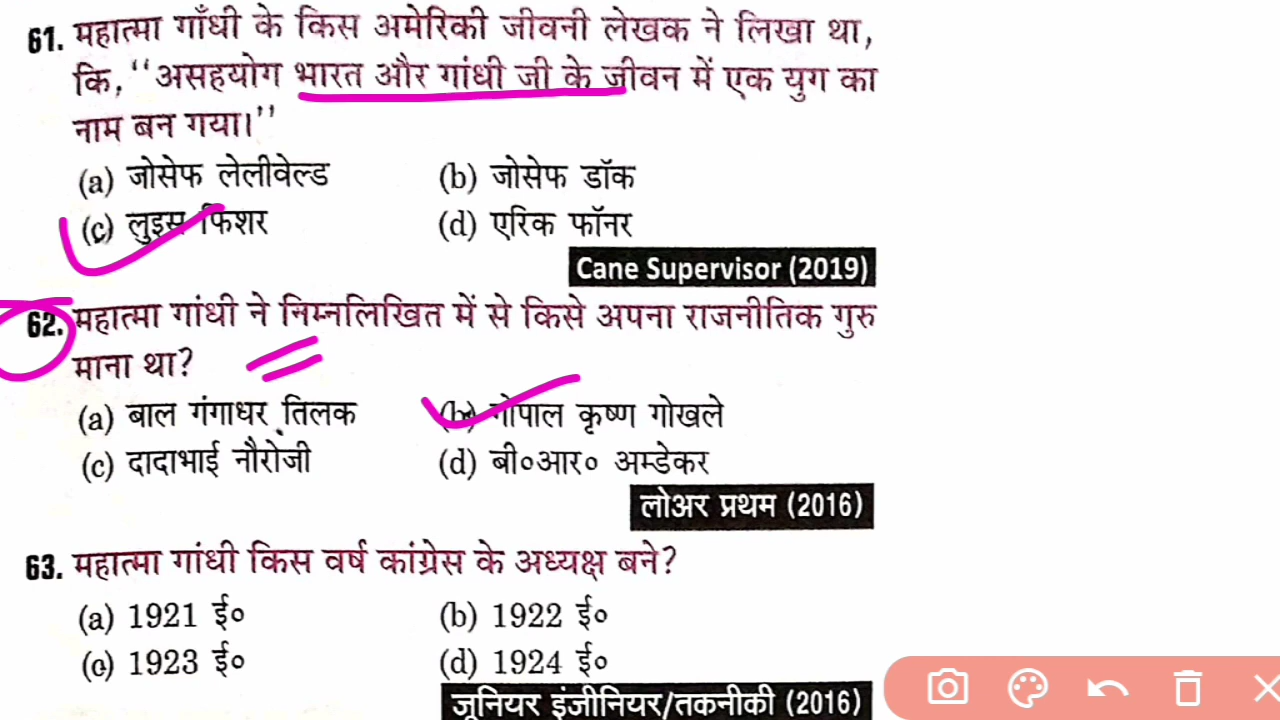 61. महात्मा गाँधी के किस अमेरिकी जीवनी लेखक ने लिखा था,
कि, "असहयोग भारत और गांधी जी के जीवन में एक युग का
नाम बन गया।"
(a) जोसेफ लेलीवेल्ड (b) जोसेफ डॉक
(c) लुइस फिशर (d) एरिक फॉनर
Cane Supervisor (2019)
62. महात्मा गांधी ने निम्नलिखित में से किसे अपना राजनीतिक गुरु
माना था?
(a) बाल गंगाधर तिलक (b) गोपाल कृष्ण गोखले
(c) दादाभाई नौरोजी (d) बी०आर० अम्डेकर
लोअर प्रथम (2016)
63. महात्मा गांधी किस वर्ष कांग्रेस के अध्यक्ष बने?
(a) 1921 ई० (b) 1922 ई०
(c) 1923 ई० (d) 1924 ई०
जूनियर इंजीनियर/तकनीकी (2016)